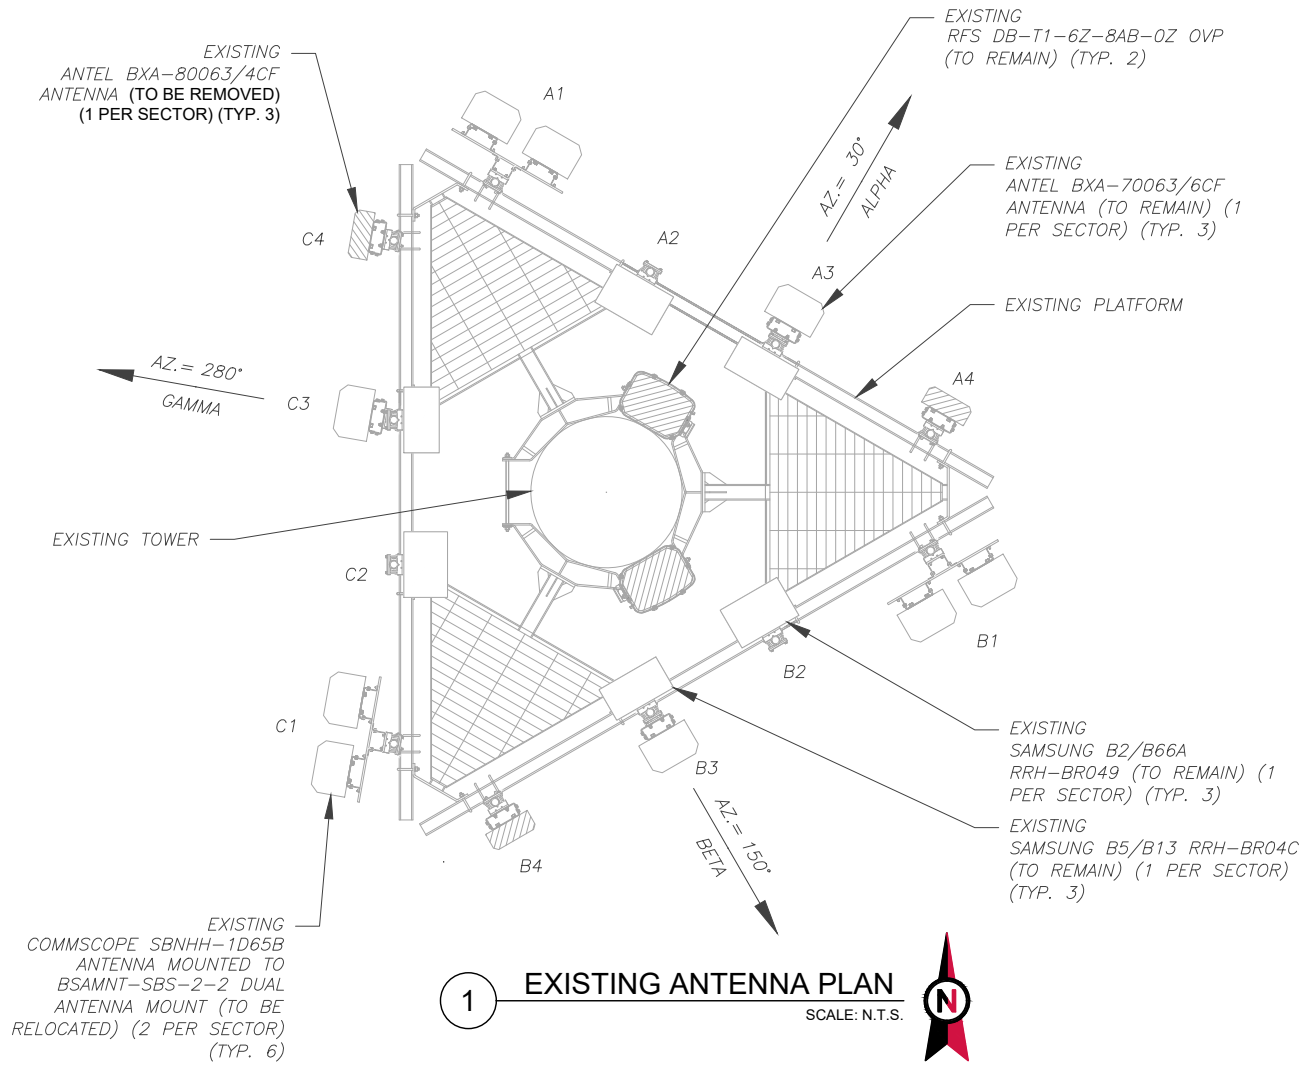 EXISTING
RFS DB-T1-6Z-8AB-0Z OVP
(TO REMAIN) (TYP. 2)
EXISTING
ANTEL BXA-80063/4CF
ANTENNA (TO BE REMOVED)
(1 PER SECTOR) (TYP. 3)
A1
AZ.= 30°
ALPHA
EXISTING
ANTEL BXA-70063/6CF
ANTENNA (TO REMAIN) (1
PER SECTOR) (TYP. 3)
C4
A2
A3
EXISTING PLATFORM
AZ.= 280°
GAMMA
C3
A4
EXISTING TOWER
C2
B1
B2
C1
B3
EXISTING
SAMSUNG B2/B66A
RRH-BR049 (TO REMAIN) (1
PER SECTOR) (TYP. 3)
AZ.= 150°
BETA
B4
EXISTING
SAMSUNG B5/B13 RRH-BR04C
(TO REMAIN) (1 PER SECTOR)
(TYP. 3)
EXISTING
COMMSCOPE SBNHH-1D65B
ANTENNA MOUNTED TO
BSAMNT-SBS-2-2 DUAL
ANTENNA MOUNT (TO BE
RELOCATED) (2 PER SECTOR)
(TYP. 6)
1
EXISTING ANTENNA PLAN
SCALE: N.T.S.
N